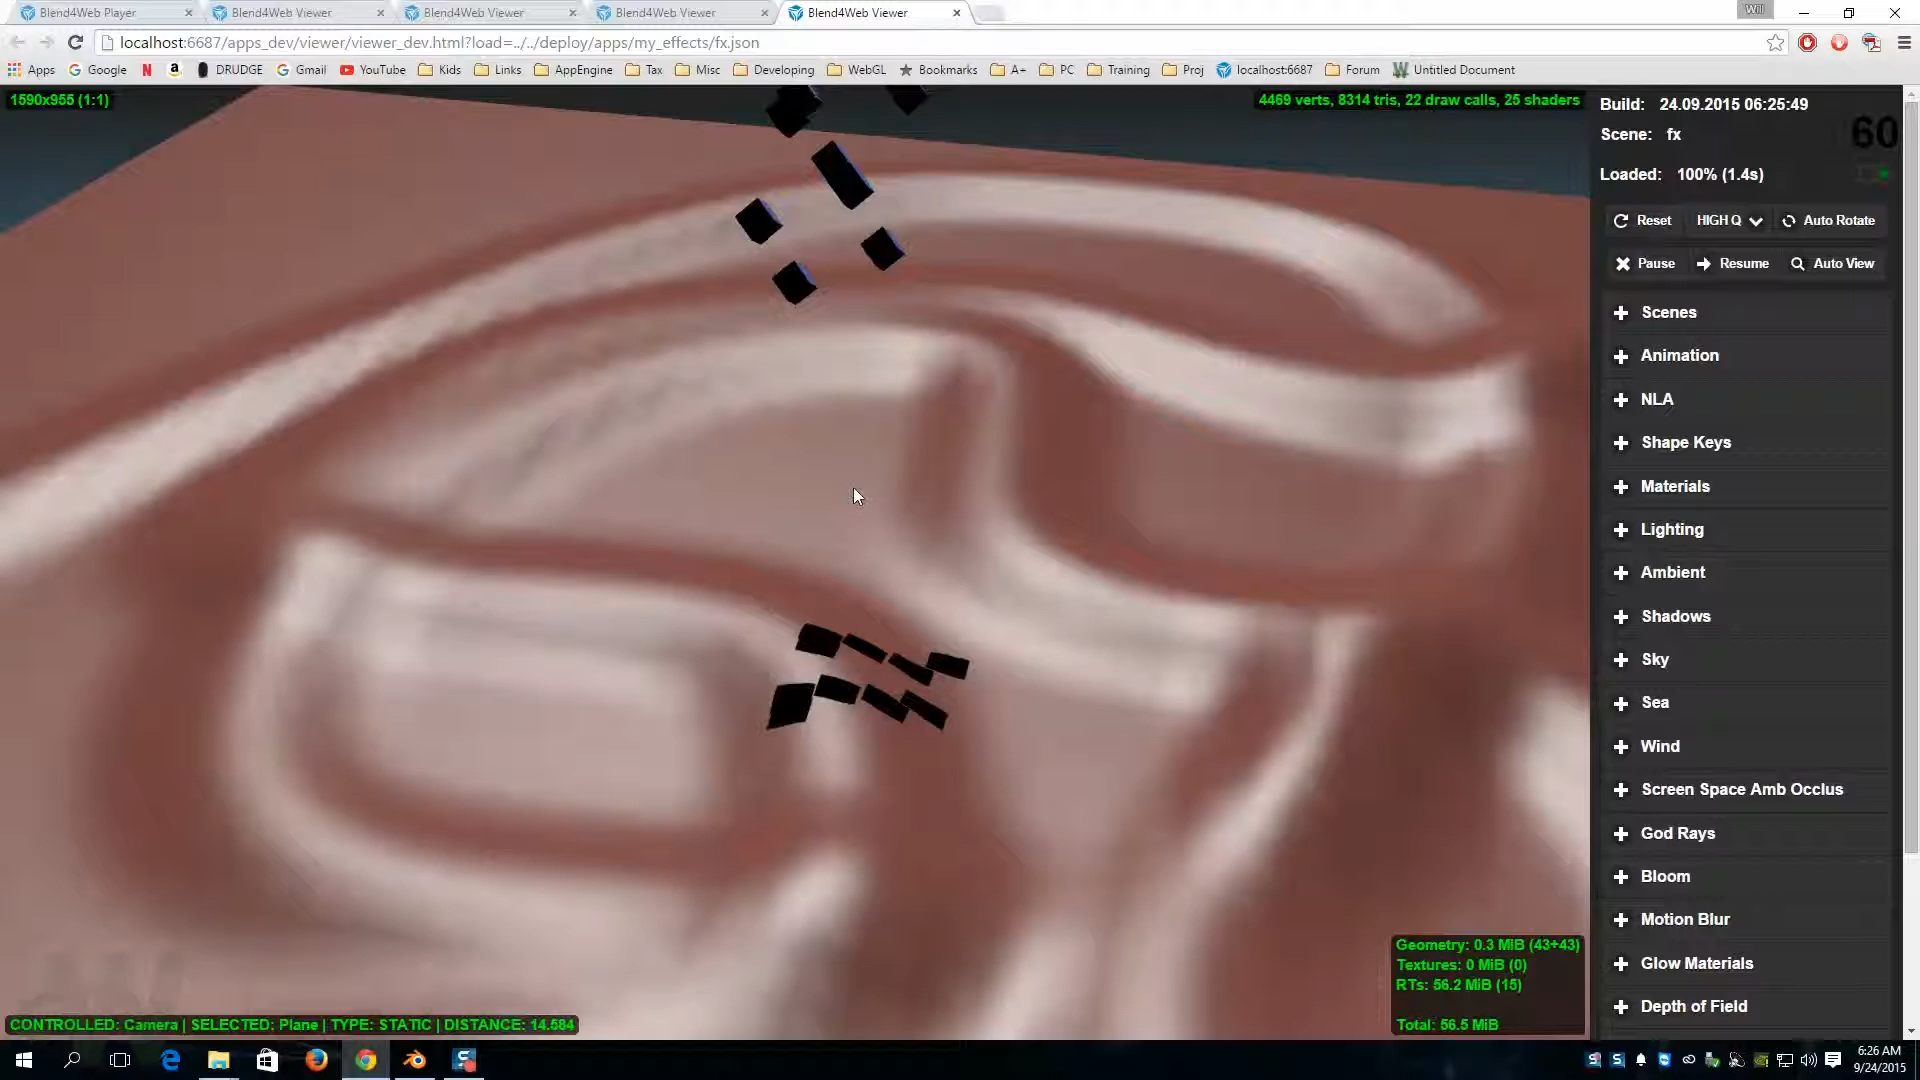 Blend4Web Player
Blend4Web Viewer
Blend4Web Viewer
Blend4Web Viewer
Blend4Web Viewer
Will
localhost:6687/apps_dev/viewer/viewer_dev.html?load=../../deploy/apps/my_effects/fx.json
Apps Google DRUDGE Gmail YouTube Kids Links AppEngine Tax Misc Developing WebGL Bookmarks A+ PC Training Proj localhost:6687 Forum Untitled Document
1590x955 (1:1)
4469 verts, 8314 tris, 22 draw calls, 25 shaders
Build: 24.09.2015 06:25:49
Scene: fx
60
Loaded: 100% (1.4s)
Reset HIGH Q Auto Rotate
Pause Resume Auto View
Scenes
Animation
NLA
Shape Keys
Materials
Lighting
Ambient
Shadows
Sky
Sea
Wind
Screen Space Amb Occlus
God Rays
Bloom
Motion Blur
Glow Materials
Depth of Field
Geometry: 0.3 MiB (43+43)
Textures: 0 MiB (0)
RTs: 56.2 MiB (15)
Total: 56.5 MiB
CONTROLLED: Camera | SELECTED: Plane | TYPE: STATIC | DISTANCE: 14.584
6:26 AM
9/24/2015